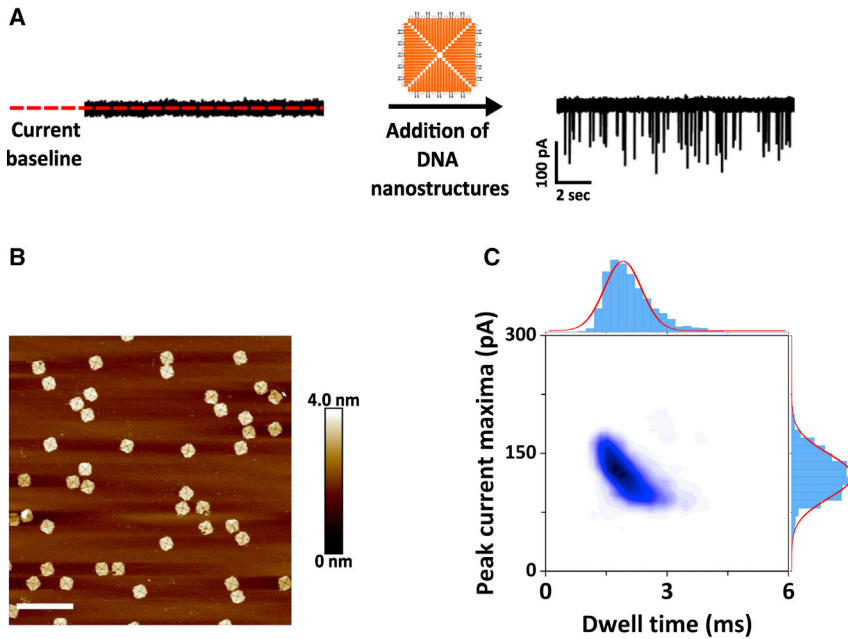 A
Current
baseline
Addition of
DNA
nanostructures
100 pA
2 sec
B
4.0 nm
0 nm
C
Peak current maxima (pA)
300
150
0
0
3
6
Dwell time (ms)